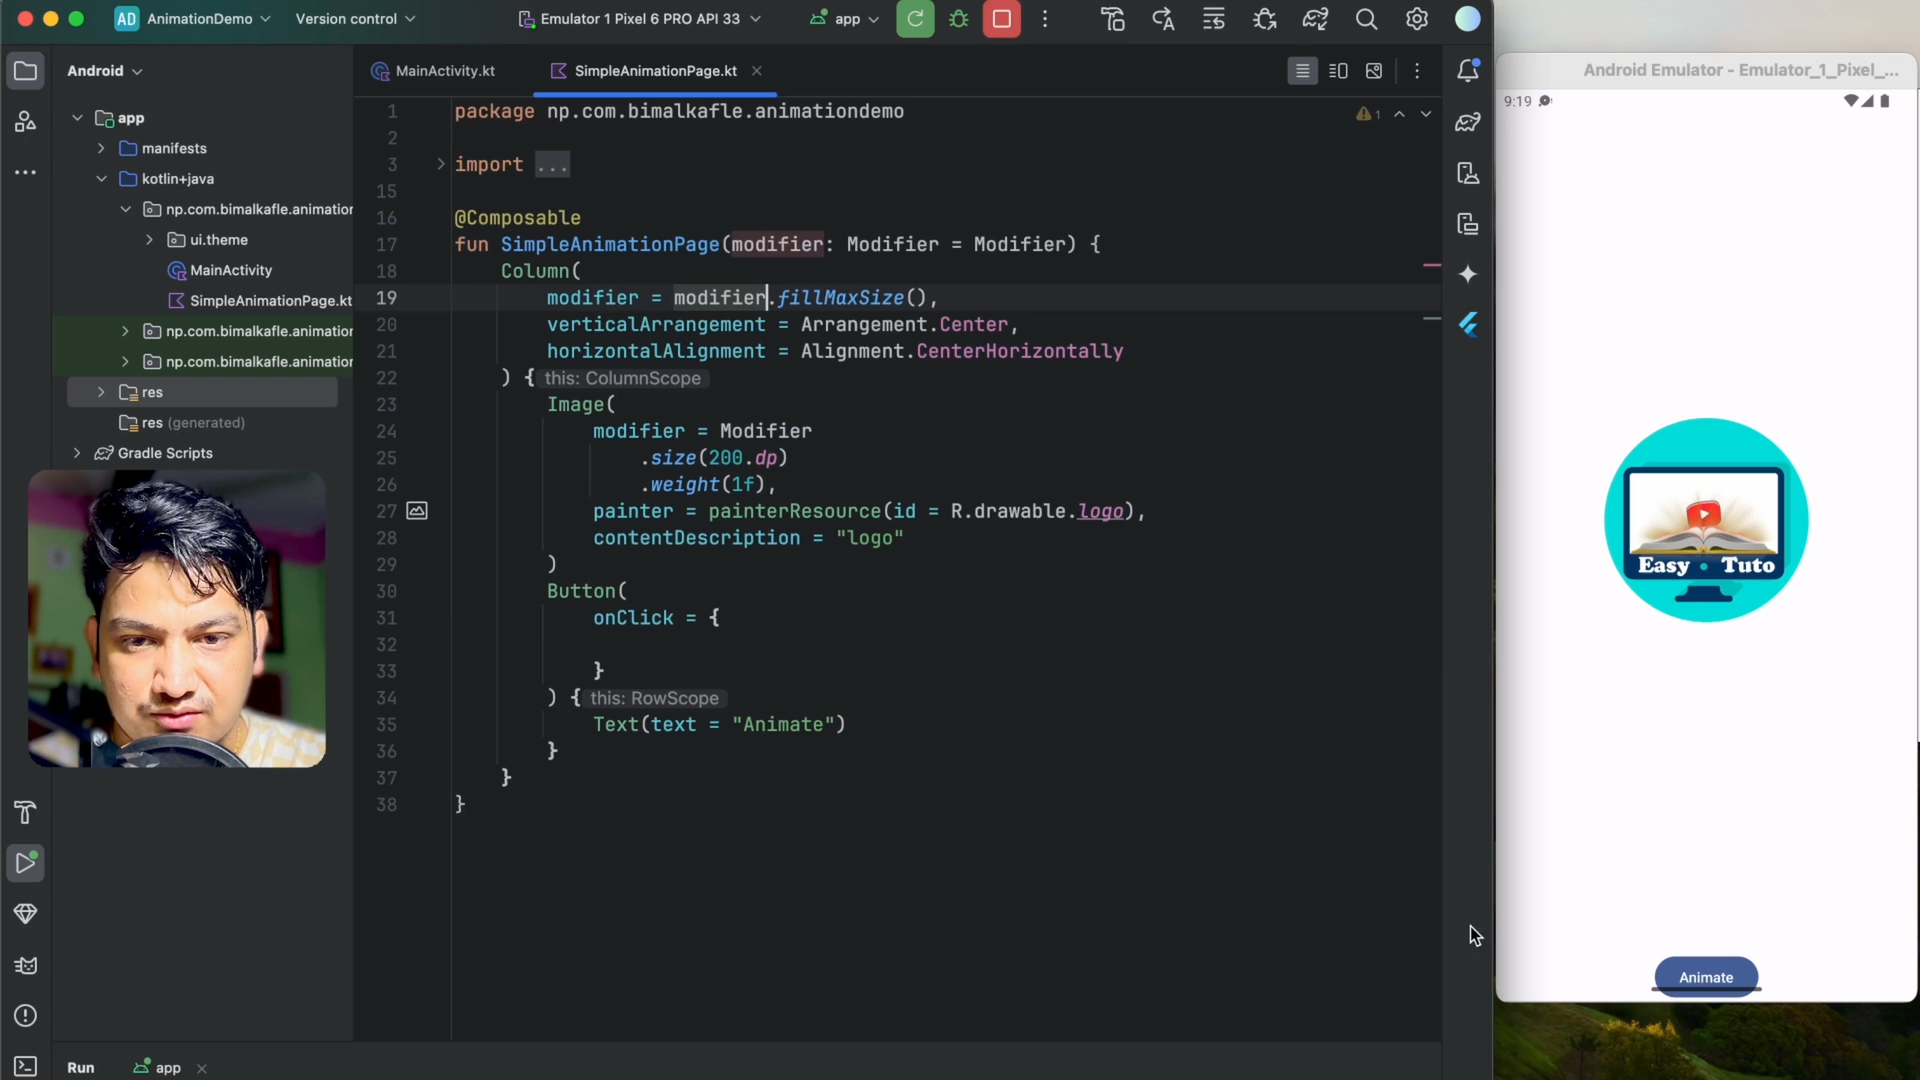 AD AnimationDemo Version control Emulator 1 Pixel 6 PRO API 33 app
Android
MainActivity.kt SimpleAnimationPage.kt
Android Emulator - Emulator_1_Pixel_...
9:19
app
manifests
kotlin+java
np.com.bimalkafle.animation
ui.theme
MainActivity
SimpleAnimationPage.kt
np.com.bimalkafle.animation
np.com.bimalkafle.animation
res
res (generated)
Gradle Scripts
1 package np.com.bimalkafle.animationdemo 1
2
3 import ...
15
16 @Composable
17 fun SimpleAnimationPage(modifier: Modifier = Modifier) {
18 Column(
19 modifier = modifier.fillMaxSize(),
20 verticalArrangement = Arrangement.Center,
21 horizontalAlignment = Alignment.CenterHorizontally
22 ) { this: ColumnScope
23 Image(
24 modifier = Modifier
25 .size(200.dp)
26 .weight(1f),
27 painter = painterResource(id = R.drawable.logo),
28 contentDescription = "logo"
29 )
30 Button(
31 onClick = {
32
33 }
34 ) { this: RowScope
35 Text(text = "Animate")
36 }
37 }
38 }
Easy Tuto
Animate
Run app